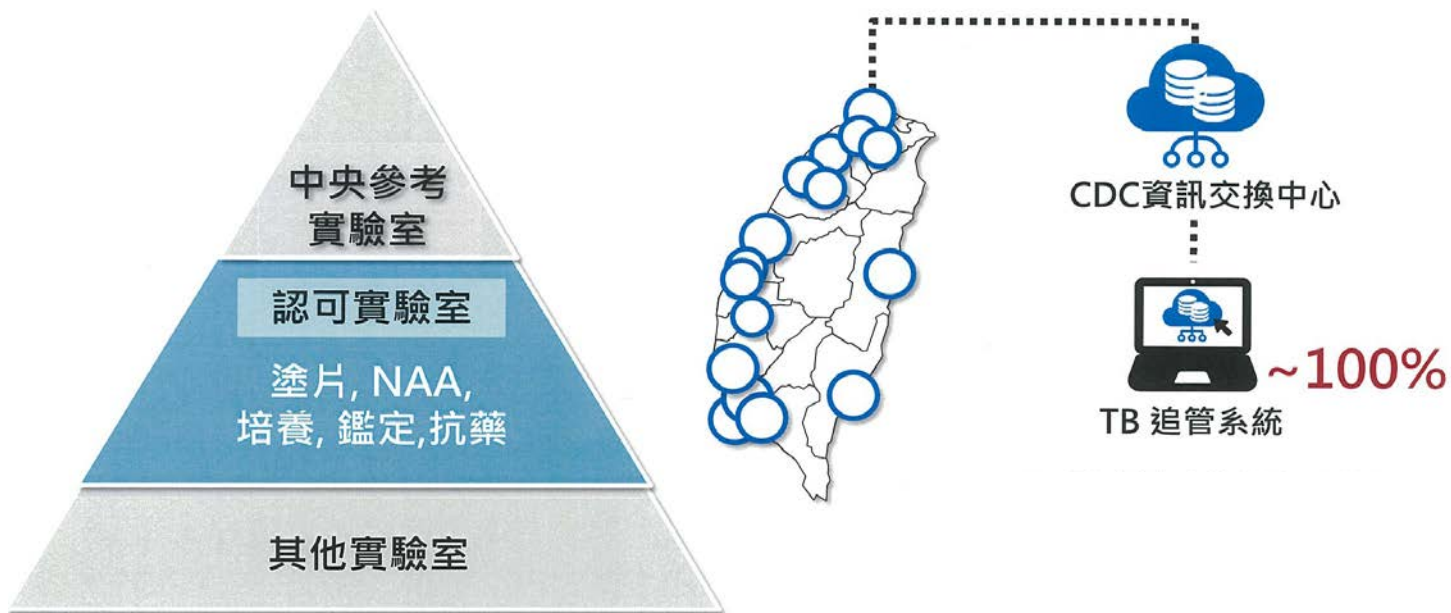 中央參考
實驗室
認可實驗室
塗片, NAA,
培養, 鑑定,抗藥
其他實驗室
CDC資訊交換中心
~100%
TB 追管系統